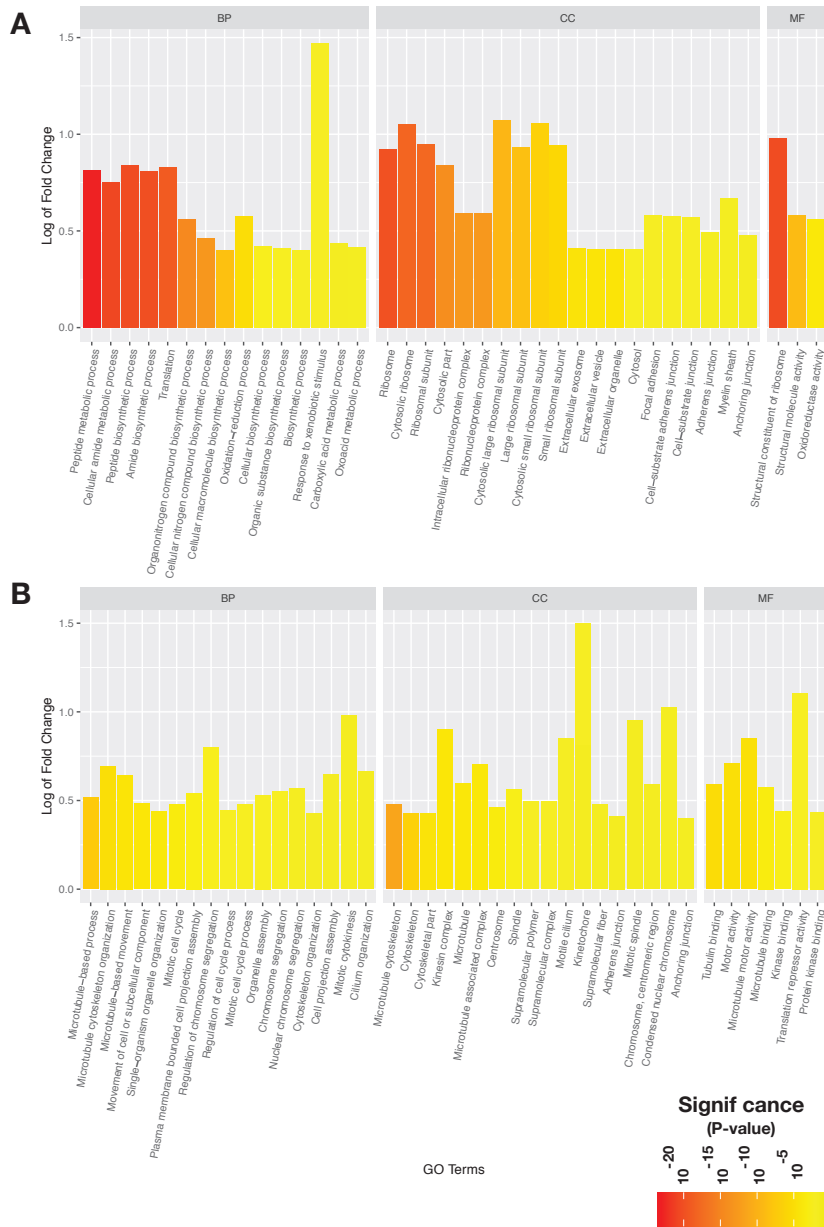 A
BP
CC
MF
Log of Fold Change
1.5
1.0
0.5
0.0
Peptide metabolic process
Cellular amide metabolic process
Peptide biosynthetic process
Amide biosynthetic process
Translation
Organonitrogen compound biosynthetic process
Cellular nitrogen compound biosynthetic process
Cellular macromolecule biosynthetic process
Oxidation−reduction process
Cellular biosynthetic process
Organic substance biosynthetic process
Biosynthetic process
Response to xenobiotic stimulus
Carboxylic acid metabolic process
Oxoacid metabolic process
Ribosome
Cytosolic ribosome
Ribosomal subunit
Cytosolic part
Intracellular ribonucleoprotein complex
Ribonucleoprotein complex
Cytosolic large ribosomal subunit
Large ribosomal subunit
Cytosolic small ribosomal subunit
Small ribosomal subunit
Extracellular exosome
Extracellular vesicle
Extracellular organelle
Cytosol
Focal adhesion
Cell−substrate adherens junction
Cell−substrate junction
Adherens junction
Myelin sheath
Anchoring junction
Structural constituent of ribosome
Structural molecule activity
Oxidoreductase activity
B
BP
CC
MF
Log of Fold Change
1.5
1.0
0.5
0.0
Microtubule−based process
Microtubule cytoskeleton organization
Microtubule−based movement
Movement of cell or subcellular component
Single−organism organelle organization
Mitotic cell cycle
Plasma membrane bounded cell projection assembly
Regulation of chromosome segregation
Regulation of cell cycle process
Mitotic cell cycle process
Organelle assembly
Chromosome segregation
Nuclear chromosome segregation
Cytoskeleton organization
Cell projection assembly
Mitotic cytokinesis
Cilium organization
Microtubule cytoskeleton
Cytoskeleton
Cytoskeletal part
Kinesin complex
Microtubule
Microtubule associated complex
Centrosome
Spindle
Supramolecular polymer
Supramolecular complex
Motile cilium
Kinetochore
Supramolecular fiber
Adherens junction
Mitotic spindle
Chromosome, centromeric region
Condensed nuclear chromosome
Anchoring junction
Tubulin binding
Motor activity
Microtubule motor activity
Microtubule binding
Kinase binding
Translation repressor activity
Protein kinase binding
GO Terms
Signif cance
(P-value)
10-20
10-15
10-10
10-5
10